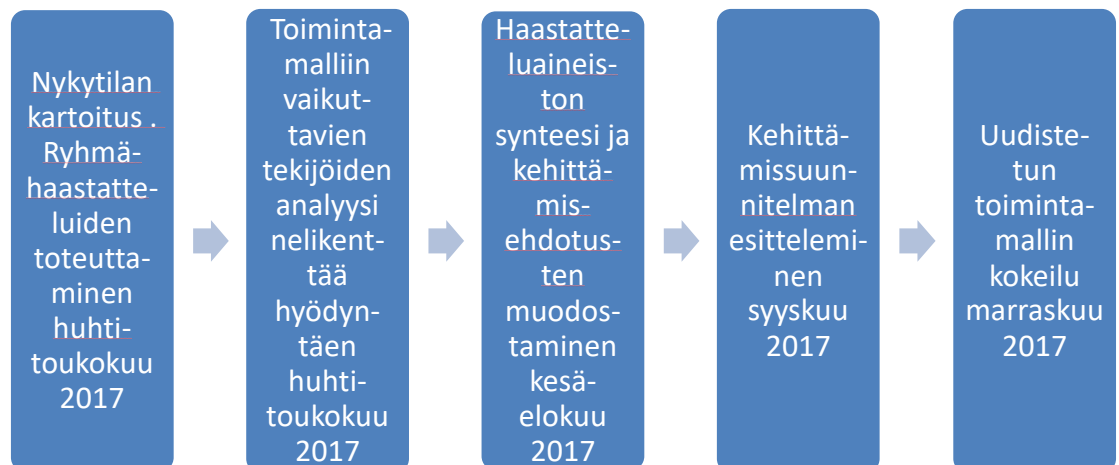 Nykytilan
kartoitus .
Ryhmä-
haastatte-
luiden
toteutta-
minen
huhti-
toukokuu
2017
Toiminta-
malliin
vaikut-
tavien
tekijöiden
analyysi
nelikent-
tää
hyödyn-
täen
huhti-
toukokuu
2017
Haastatte-
luaineis-
ton
synteesi ja
kehittä-
mis-
ehdotus-
ten
muodos-
taminen
kesä-
elokuu
2017
Kehittä-
missuun-
nitelman
esittelemi-
nen
syyskuu
2017
Uudiste-
tun
toiminta-
mallin
kokeilu
marraskuu
2017